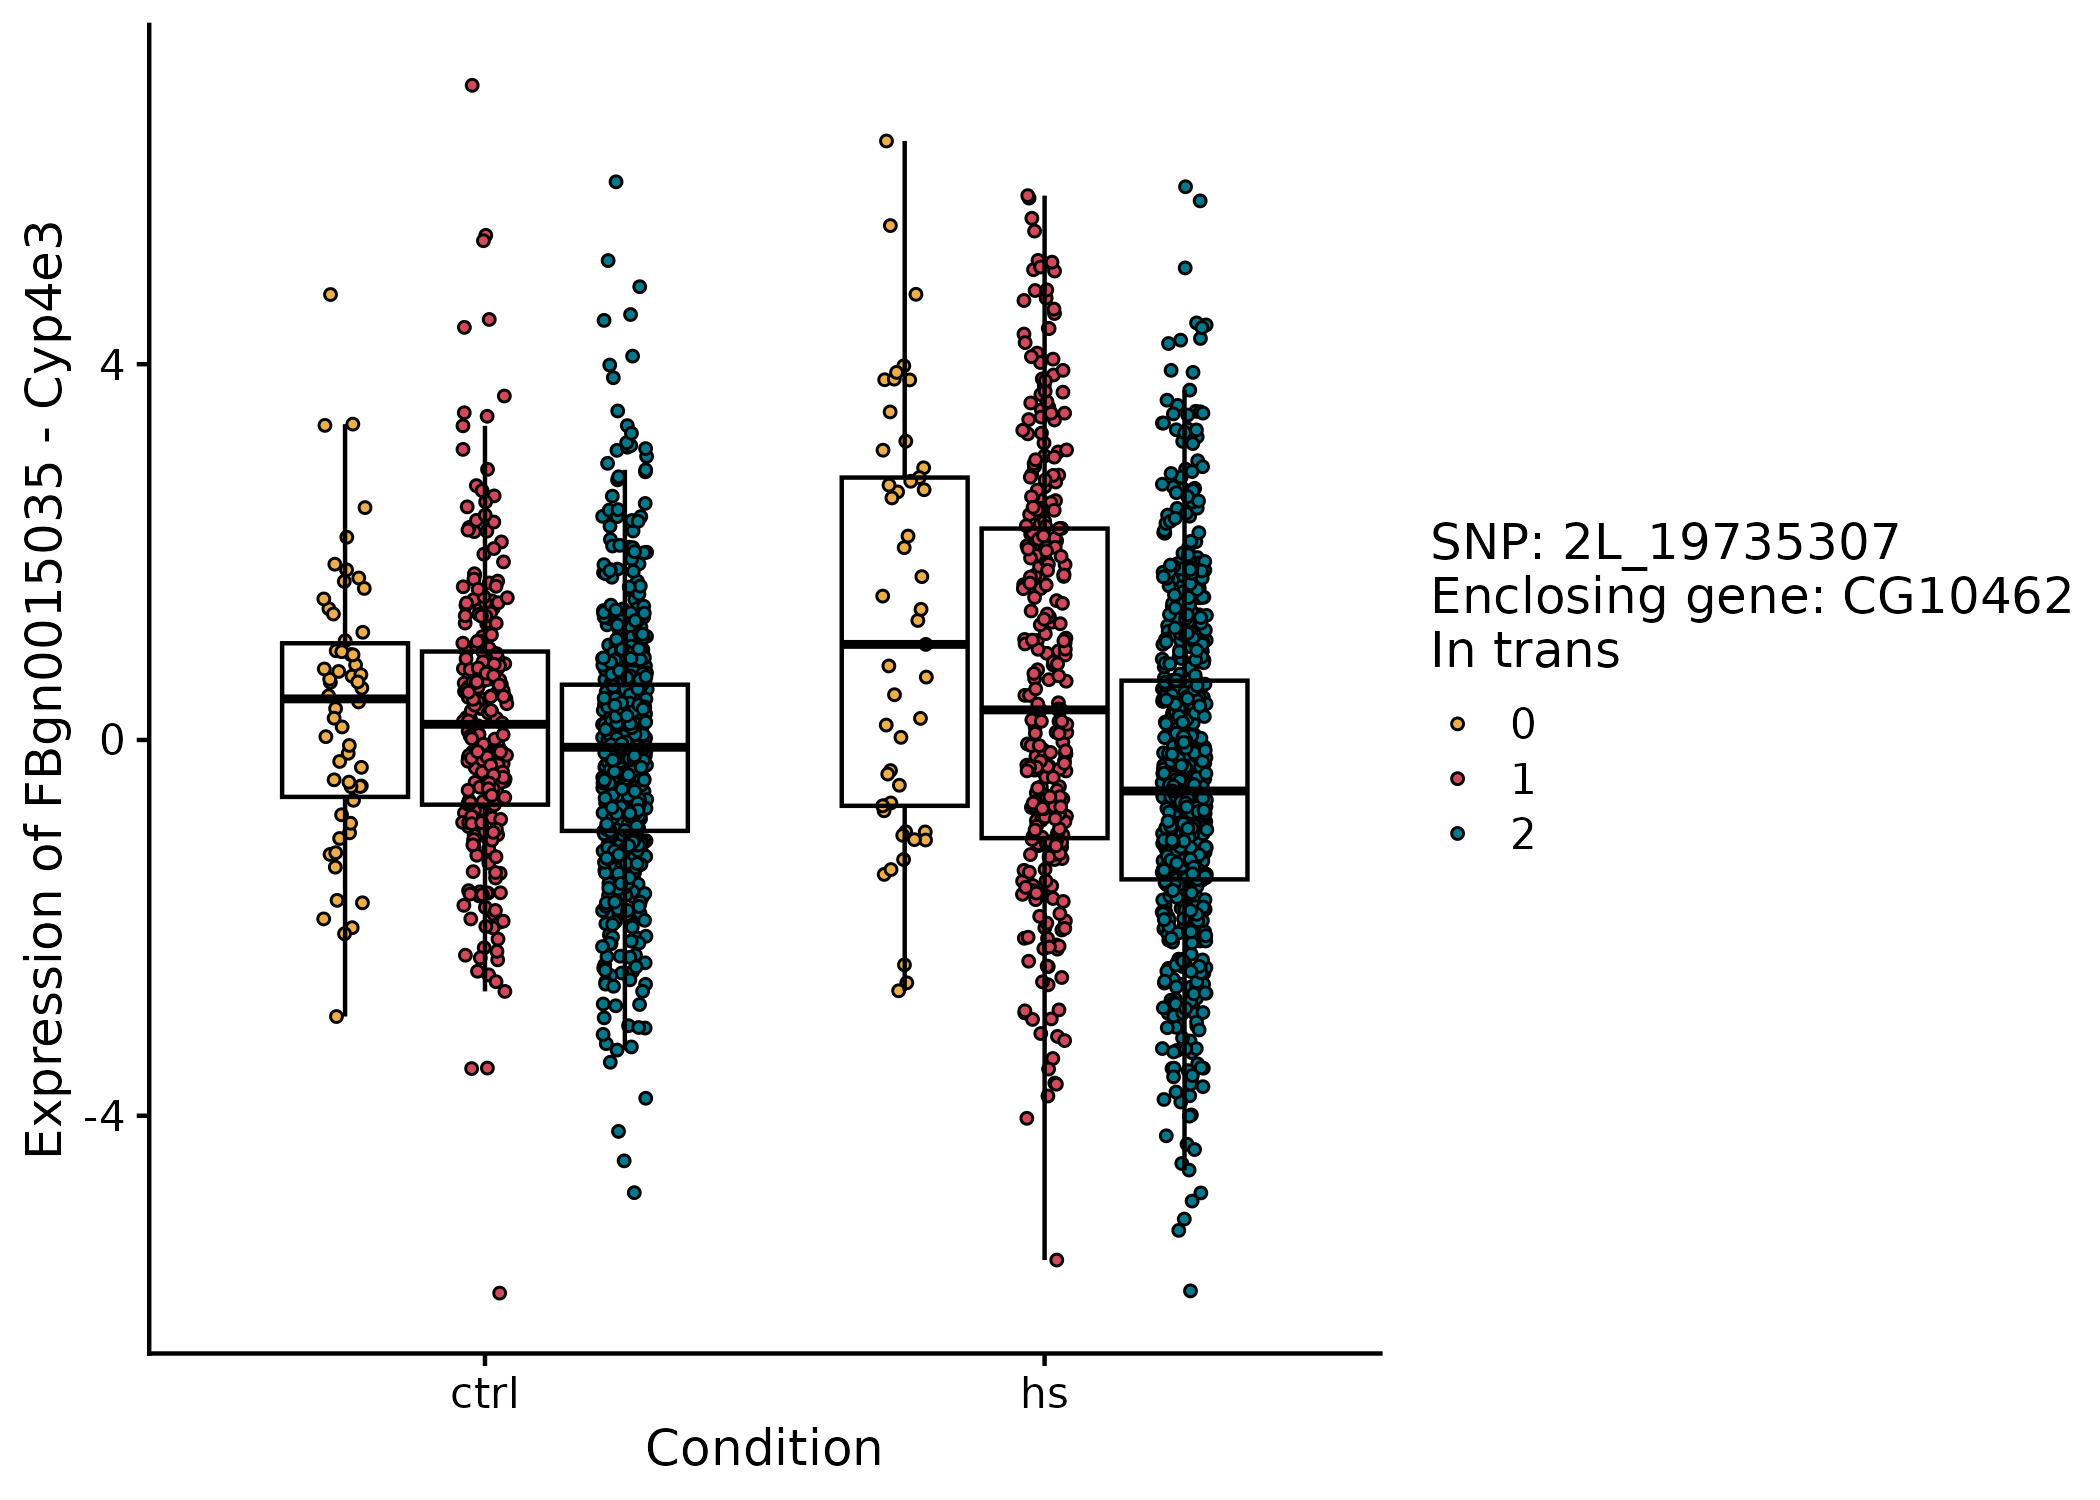 Expression of FBgn0015035 - Cyp4e3
4
0
-4
ctrl
hs
Condition
SNP: 2L_19735307
Enclosing gene: CG10462
In trans
0
1
2